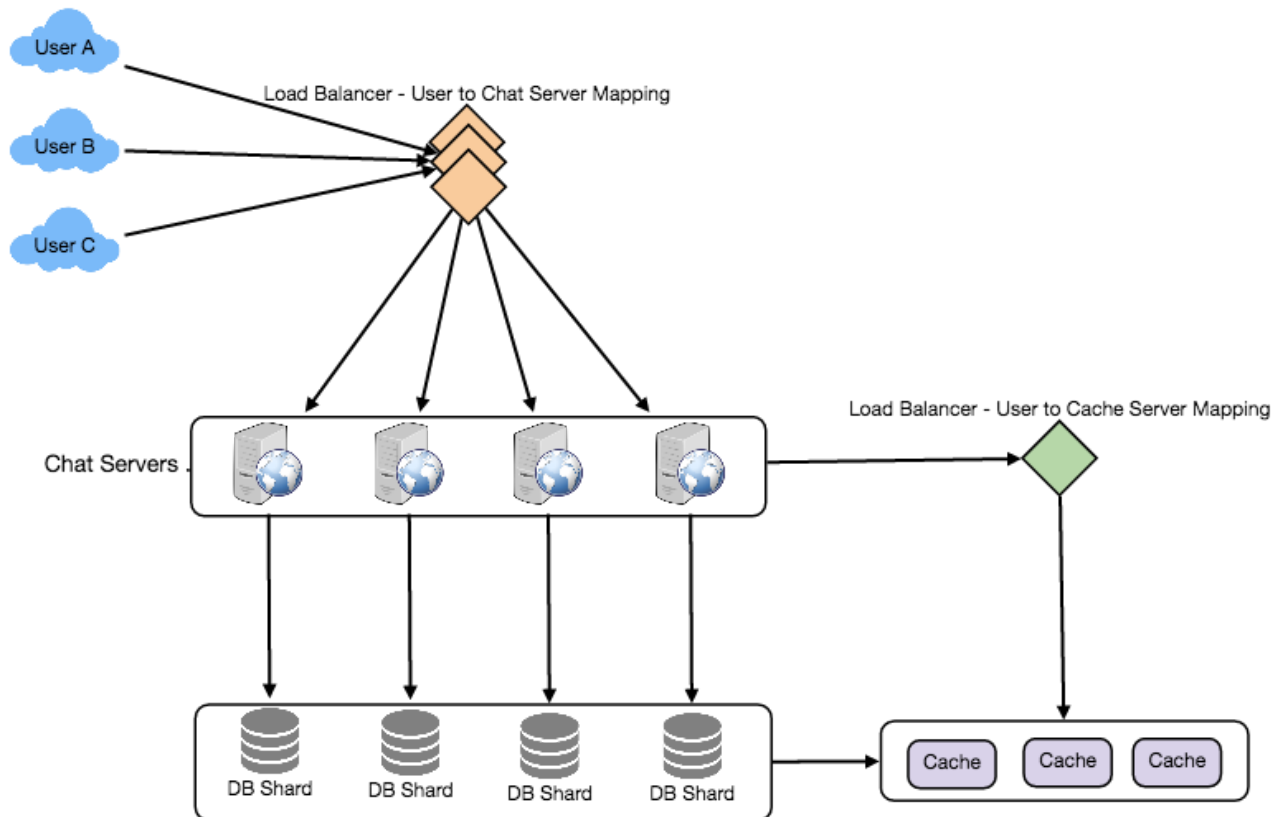 User A
Load Balancer - User to Chat Server Mapping
User B
User C
Load Balancer - User to Cache Server Mapping
Chat Servers
DB Shard
DB Shard
DB Shard
DB Shard
Cache
Cache
Cache